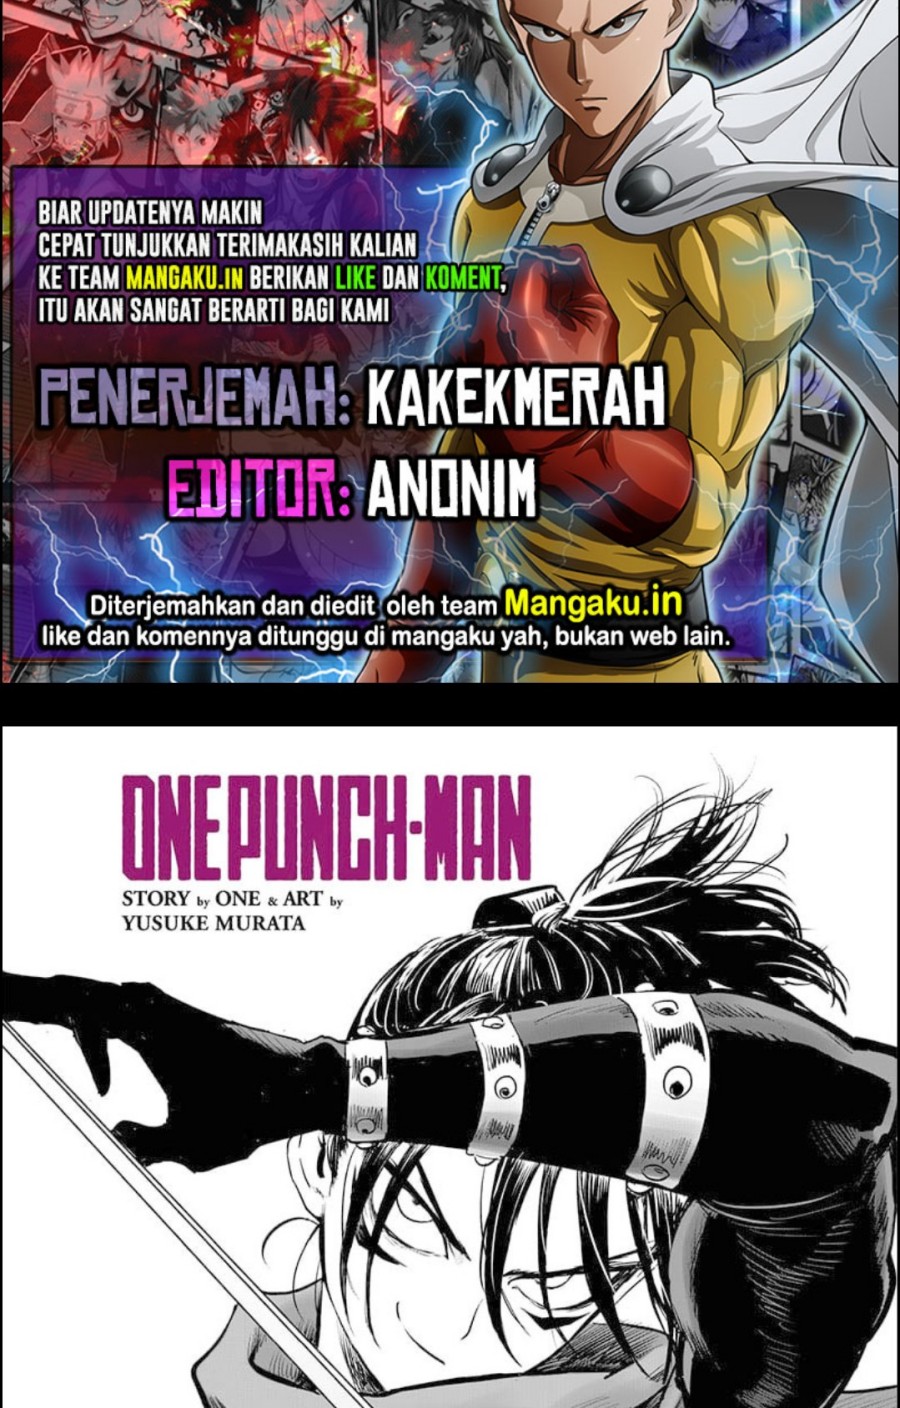 BIAR UPDATENYA MAKIN
CEPAT TUNJUKKAN TERIMAKASIH KALIAN
KE TEAM MANGAKU.IN BERIKAN LIKE DAN KOMENT,
ITU AKAN SANGAT BERARTI BAGI KAMI
PENERJEMAH: KAKEKMERAH
EDITOR: ANONIM
Diterjemahkan dan diedit oleh team Mangaku.in
like dan komennya ditunggu di mangaku yah, bukan web lain.
ONE PUNCH-MAN
STORY by ONE & ART by
YUSUKE MURATA